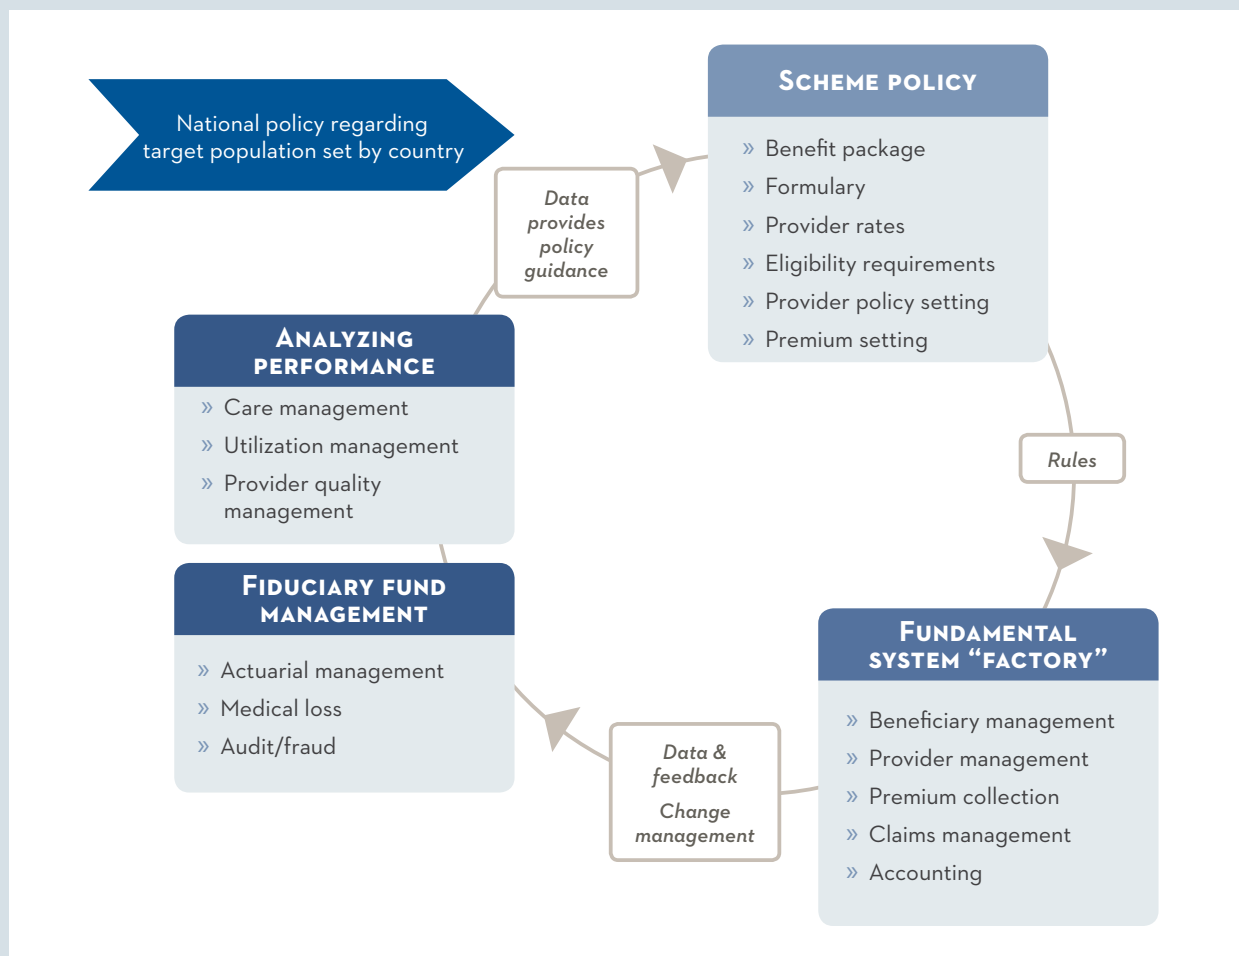 National policy regarding
target population set by country
SCHEME POLICY
» Benefit package
» Formulary
» Provider rates
» Eligibility requirements
» Provider policy setting
» Premium setting
Data
provides
policy
guidance
ANALYZING
PERFORMANCE
» Care management
» Utilization management
» Provider quality
management
Rules
FIDUCIARY FUND
MANAGEMENT
» Actuarial management
» Medical loss
» Audit/fraud
FUNDAMENTAL
SYSTEM “FACTORY”
» Beneficiary management
» Provider management
» Premium collection
» Claims management
» Accounting
Data &
feedback
Change
management